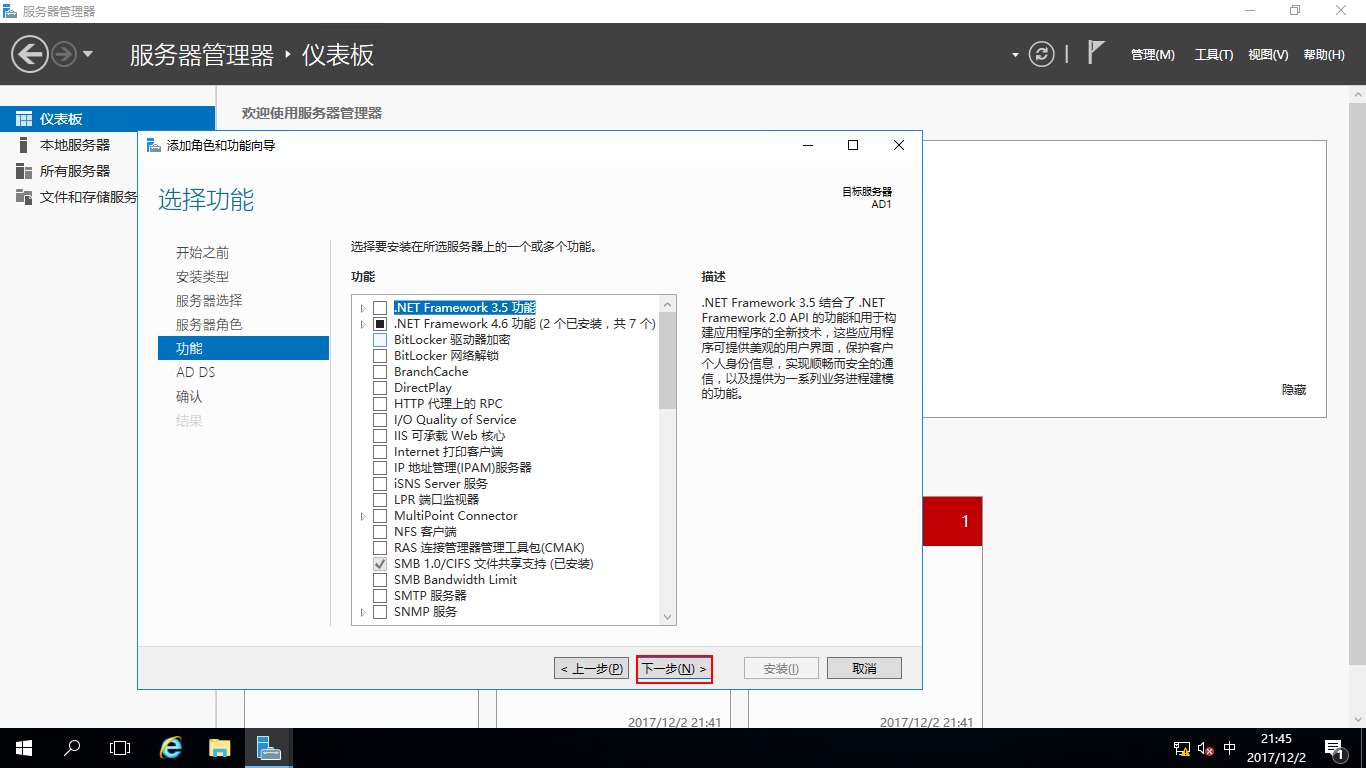 服务器管理器
服务器管理器 · 仪表板
管理(M) 工具(T) 视图(V) 帮助(H)
仪表板
本地服务器
所有服务器
文件和存储服务
欢迎使用服务器管理器
添加角色和功能向导
选择功能
目标服务器
AD1
开始之前
安装类型
服务器选择
服务器角色
功能
AD DS
确认
结果
选择要安装在所选服务器上的一个或多个功能。
功能
.NET Framework 3.5 功能
.NET Framework 4.6 功能 (2 个已安装，共 7 个)
BitLocker 驱动器加密
BitLocker 网络解锁
BranchCache
DirectPlay
HTTP 代理上的 RPC
I/O Quality of Service
IIS 可承载 Web 核心
Internet 打印客户端
IP 地址管理(IPAM)服务器
iSNS Server 服务
LPR 端口监视器
MultiPoint Connector
NFS 客户端
RAS 连接管理器管理工具包(CMAK)
SMB 1.0/CIFS 文件共享支持 (已安装)
SMB Bandwidth Limit
SMTP 服务器
SNMP 服务
描述
.NET Framework 3.5 结合了 .NET
Framework 2.0 API 的功能和用于构
建应用程序的全新技术，这些应用程
序可提供美观的用户界面，保护客户
个人身份信息，实现顺畅而安全的通
信，以及提供为一系列业务进程建模
的功能。
隐藏
1
< 上一步(P) 下一步(N) > 安装(I) 取消
2017/12/2 21:41 2017/12/2 21:41
中
21:45
2017/12/2
1